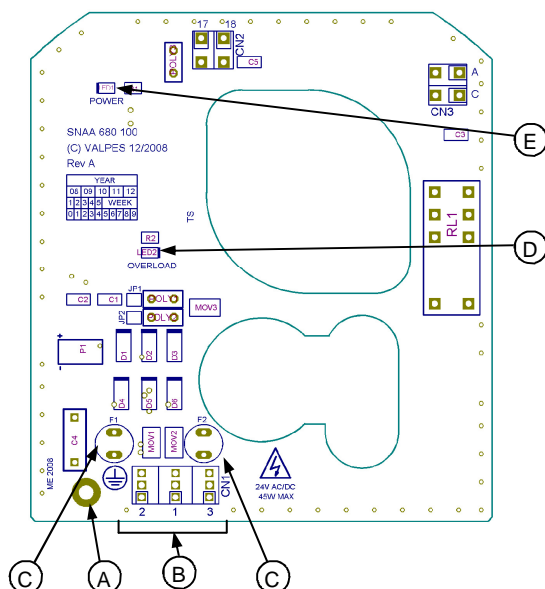 17 18
POLY3
CN2
C5
A
C
CN3
C3
POWER
E
SNAA 680 100
(C) VALPES 12/2008
Rev A
YEAR
08 09 10 11 12
1 2 3 4 5 WEEK
0 1 2 3 4 5 6 7 8 9
TS
RL1
R2
LED2
OVERLOAD
D
JP1
POLY1
C2
C1
MOV3
JP2
POLY2
+
P1
-
D1
D2
D3
D4
D5
D6
F1
F2
C4
MOV1
MOV2
CN1
24V AC/DC
45W MAX
ME 2008
2 1 3
C
A
B
C